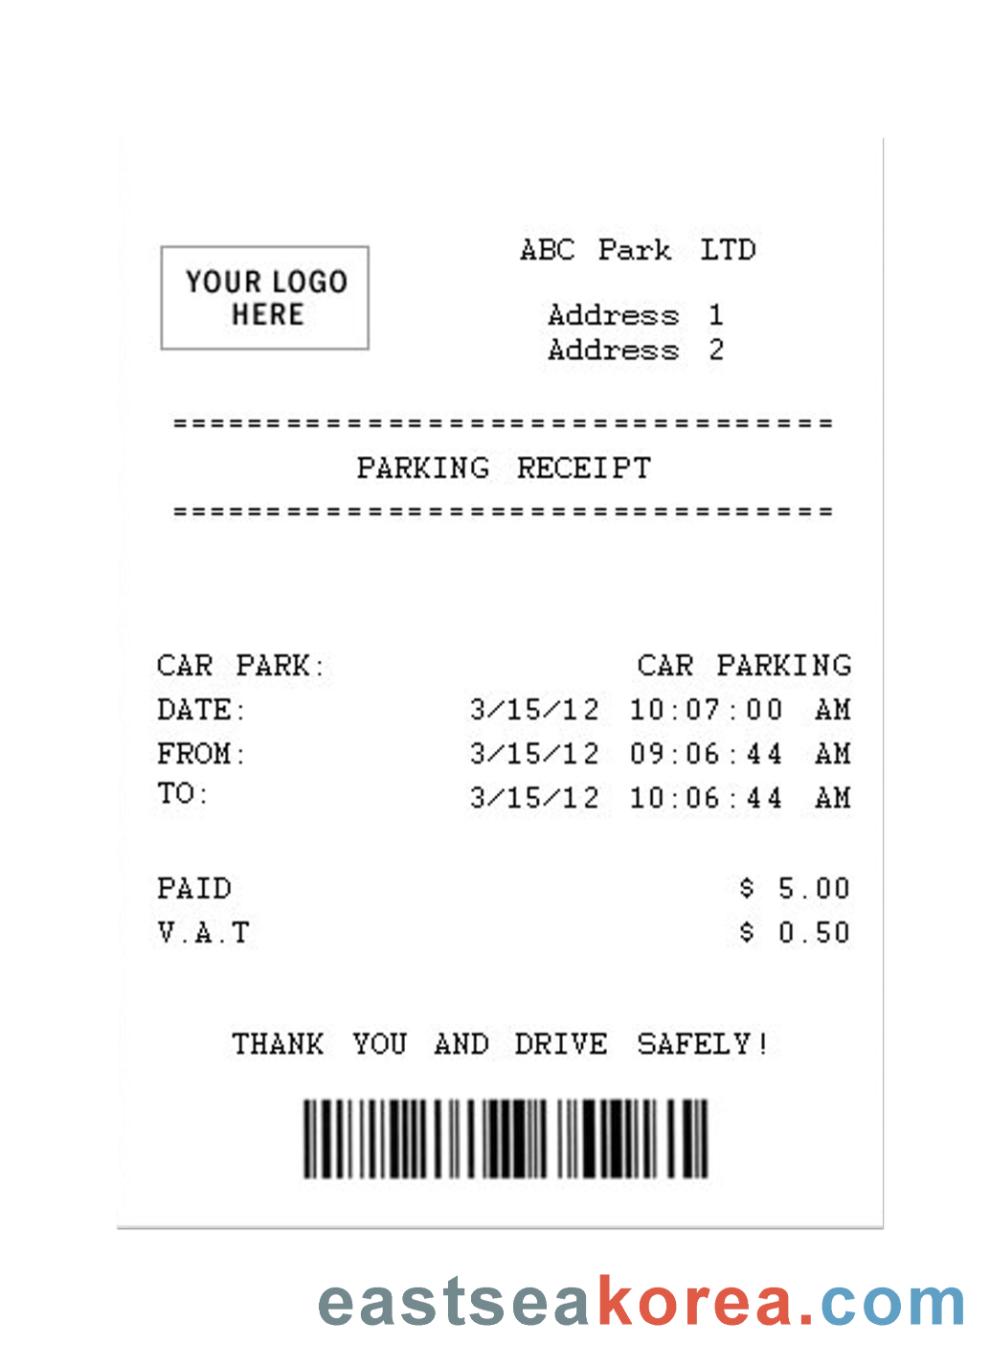 YOUR LOGO
HERE
ABC Park LTD
Address 1
Address 2
=================================
PARKING RECEIPT
=================================
CAR PARK: CAR PARKING
DATE: 3/15/12 10:07:00 AM
FROM: 3/15/12 09:06:44 AM
TO: 3/15/12 10:06:44 AM
PAID $ 5.00
V.A.T $ 0.50
THANK YOU AND DRIVE SAFELY!
eastseakorea.com